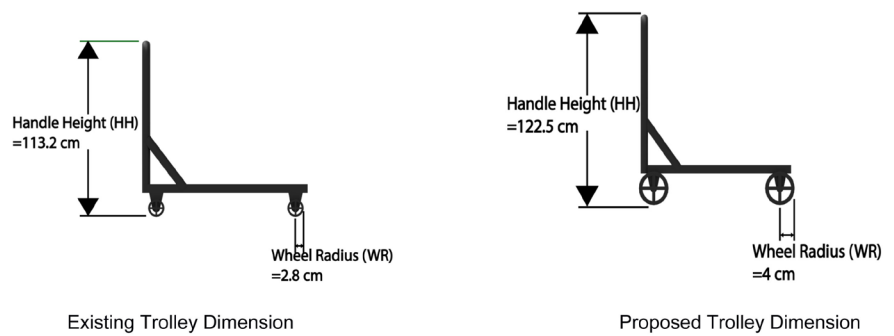 Handle Height (HH)
=113.2 cm
Wheel Radius (WR)
=2.8 cm
Existing Trolley Dimension
Handle Height (HH)
=122.5 cm
Wheel Radius (WR)
=4 cm
Proposed Trolley Dimension